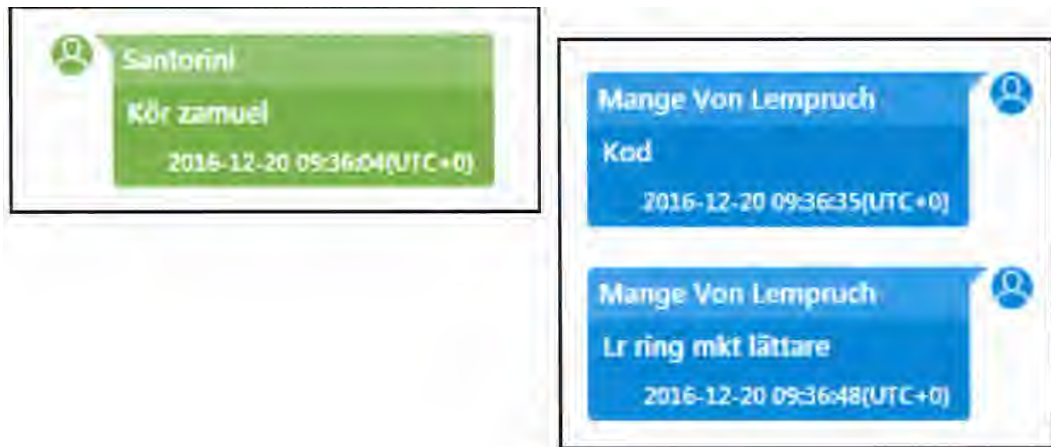 Santorini
Kör zamuel
2016-12-20 09:36:04(UTC+0)
Mange Von Lempruch
Kod
2016-12-20 09:36:35(UTC+0)
Mange Von Lempruch
Lr ring mkt lättare
2016-12-20 09:36:48(UTC+0)